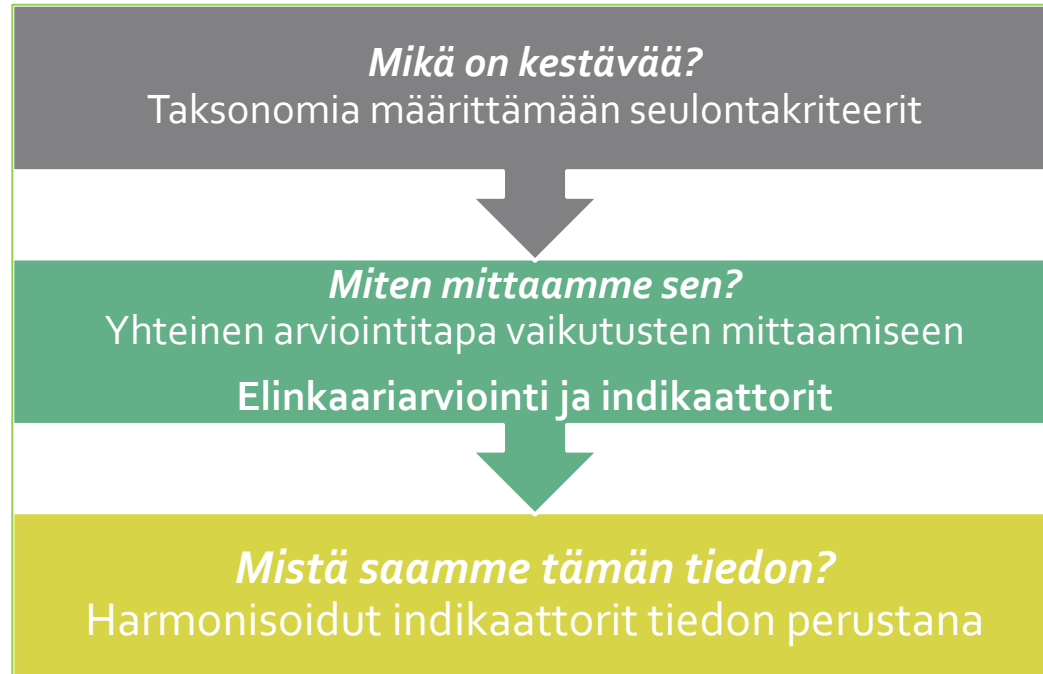 Mikä on kestävää?
Taksonomia määrittämään seulontakriteerit
Miten mittaamme sen?
Yhteinen arviointitapa vaikutusten mittaamiseen
Elinkaariarviointi ja indikaattorit
Mistä saamme tämän tiedon?
Harmonisoidut indikaattorit tiedon perustana